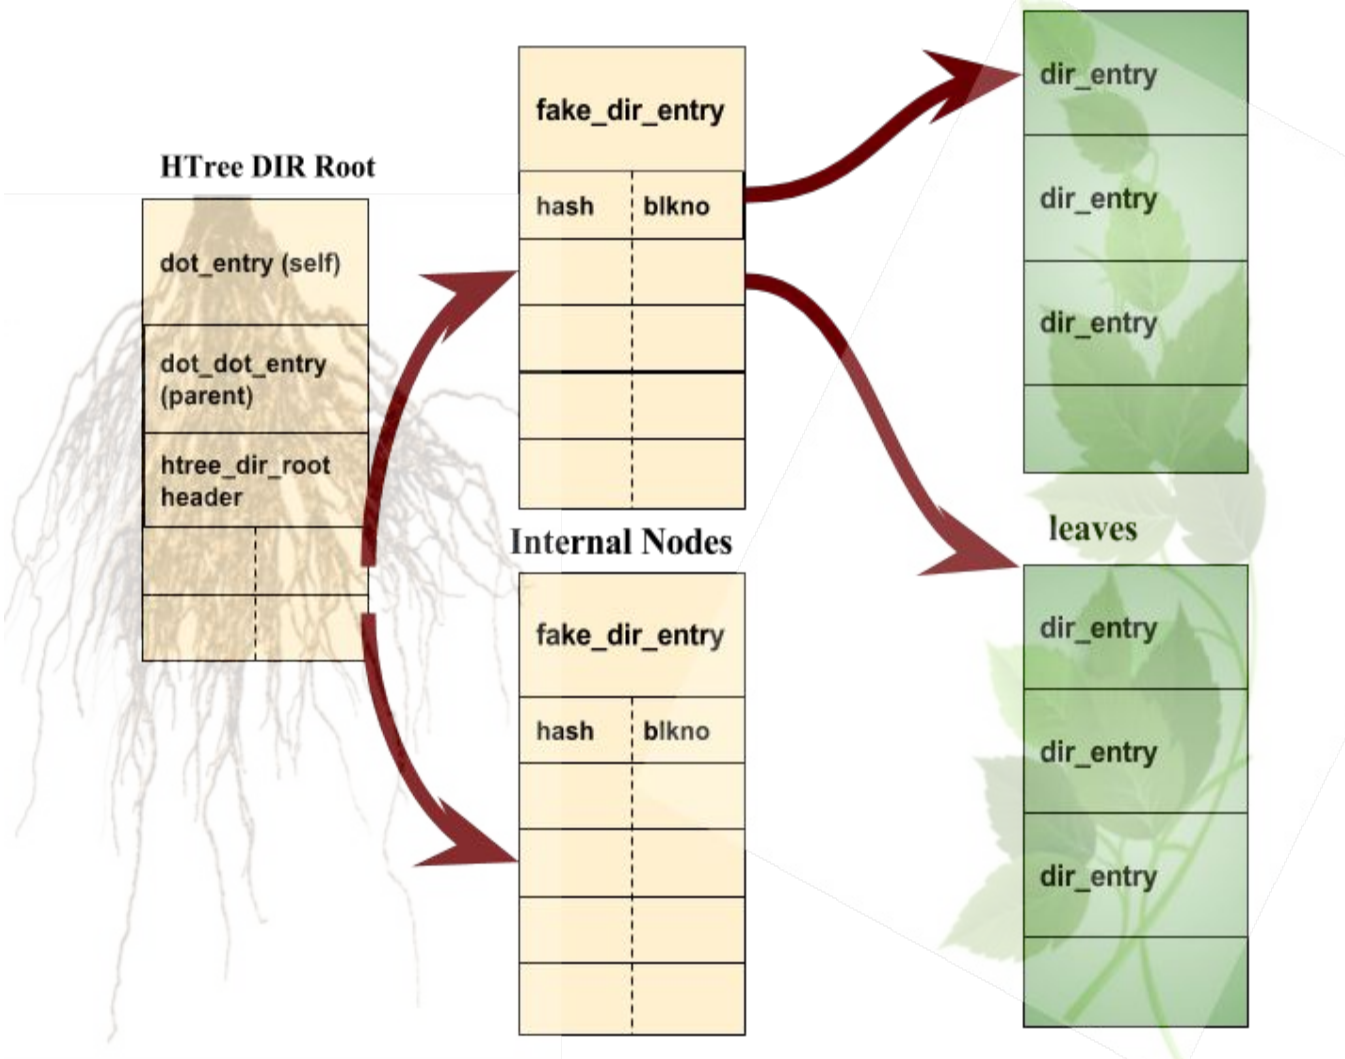 HTree DIR Root
dot_entry (self)
dot_dot_entry
(parent)
htree_dir_root
header
fake_dir_entry
hash blkno
Internal Nodes
fake_dir_entry
hash blkno
dir_entry
dir_entry
dir_entry
leaves
dir_entry
dir_entry
dir_entry